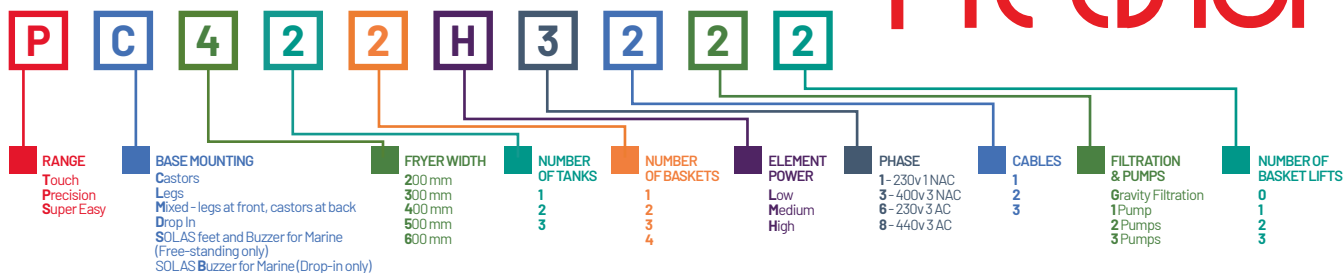 P C 4 2 2 H 3 2 2 2
RANGE
Touch
Precision
Super Easy
BASE MOUNTING
Castors
Legs
Mixed - legs at front, castors at back
Drop In
SOLAS feet and Buzzer for Marine
(Free-standing only)
SOLAS Buzzer for Marine (Drop-in only)
FRYER WIDTH
200 mm
300 mm
400 mm
500 mm
600 mm
NUMBER
OF TANKS
1
2
3
NUMBER
OF BASKETS
1
2
3
4
ELEMENT
POWER
Low
Medium
High
PHASE
1 - 230v 1 NAC
3 - 400v 3 NAC
6 - 230v 3 AC
8 - 440v 3 AC
CABLES
1
2
3
FILTRATION
& PUMPS
Gravity Filtration
1 Pump
2 Pumps
3 Pumps
NUMBER OF
BASKET LIFTS
0
1
2
3